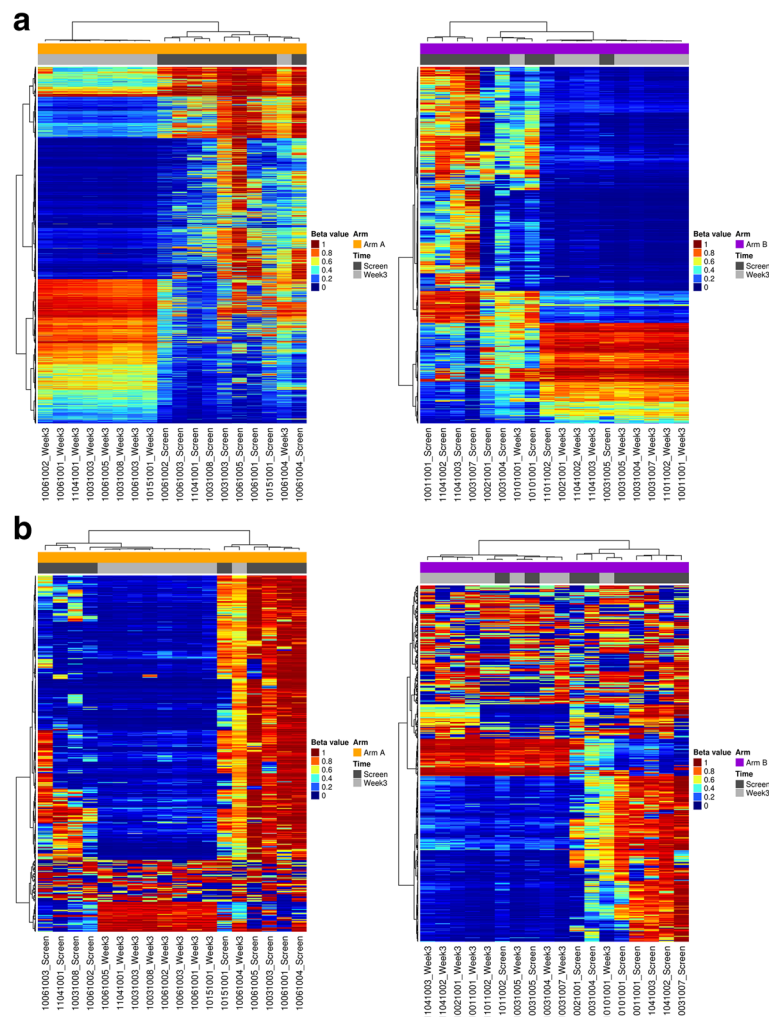 a
Beta value
1
0.8
0.6
0.4
0.2
0
Arm
Arm A
Time
Screen
Week3
10061002_Week3
10061001_Week3
11041001_Week3
10031003_Week3
10061005_Week3
10031008_Week3
10061003_Week3
10151001_Week3
10061002_Screen
10061003_Screen
11041001_Screen
10031008_Screen
10031003_Screen
10061005_Screen
10061001_Screen
10151001_Screen
10061004_Week3
10061004_Screen
Beta value
1
0.8
0.6
0.4
0.2
0
Arm
Arm B
Time
Screen
Week3
10011001_Screen
11041002_Screen
11041003_Screen
10031007_Screen
10021001_Screen
10031004_Screen
10101001_Week3
10101001_Screen
11011002_Screen
10021001_Week3
11041002_Week3
11041003_Week3
10031005_Screen
10031005_Week3
10031004_Week3
10031007_Week3
11011002_Week3
10011001_Week3
b
Beta value
1
0.8
0.6
0.4
0.2
0
Arm
Arm A
Time
Screen
Week3
10061003_Screen
11041001_Screen
10031008_Screen
10061002_Screen
10061005_Week3
11041001_Week3
10031003_Week3
10031008_Week3
10061002_Week3
10061003_Week3
10061001_Week3
10151001_Week3
10151001_Screen
10061004_Week3
10061005_Screen
10031003_Screen
10061001_Screen
10061004_Screen
Beta value
1
0.8
0.6
0.4
0.2
0
Arm
Arm B
Time
Screen
Week3
1041003_Week3
1041002_Week3
0021001_Week3
0011001_Week3
1011002_Week3
1011002_Screen
0031005_Week3
0031005_Screen
0031004_Week3
0031007_Week3
0021001_Screen
0031004_Screen
0101001_Week3
0101001_Screen
0011001_Screen
1041003_Screen
1041002_Screen
0031007_Screen